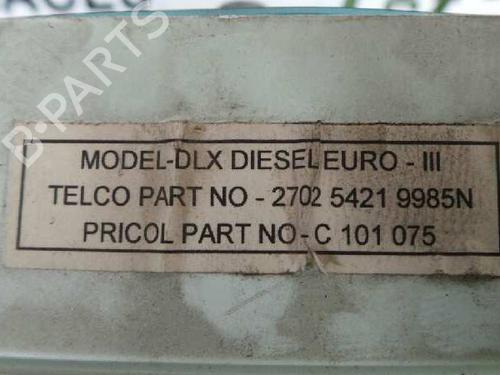 MODEL-DLX DIESEL EURO - III
TELCO PART NO - 2702 5421 9985N
PRICOL PART NO - C 101 075
B-PARTS